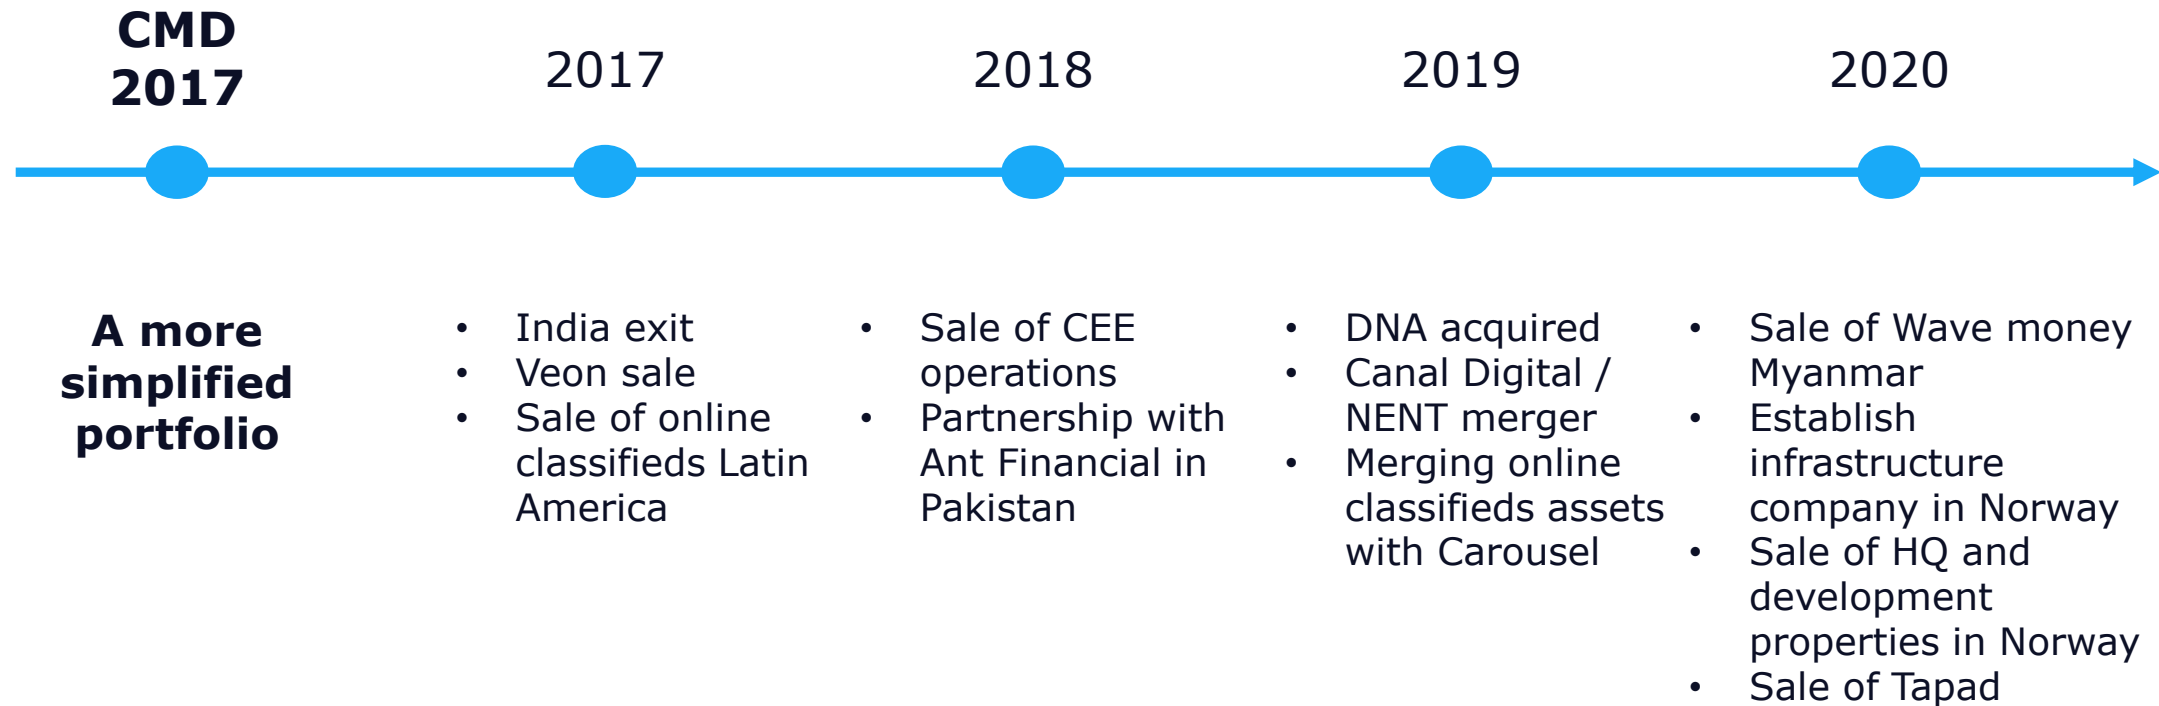 CMD
2017
2017
2018
2019
2020
A more
simplified
portfolio
• India exit
• Veon sale
• Sale of online
classifieds Latin
America
• Sale of CEE
operations
• Partnership with
Ant Financial in
Pakistan
• DNA acquired
• Canal Digital /
NENT merger
• Merging online
classifieds assets
with Carousel
• Sale of Wave money
Myanmar
• Establish
infrastructure
company in Norway
• Sale of HQ and
development
properties in Norway
• Sale of Tapad